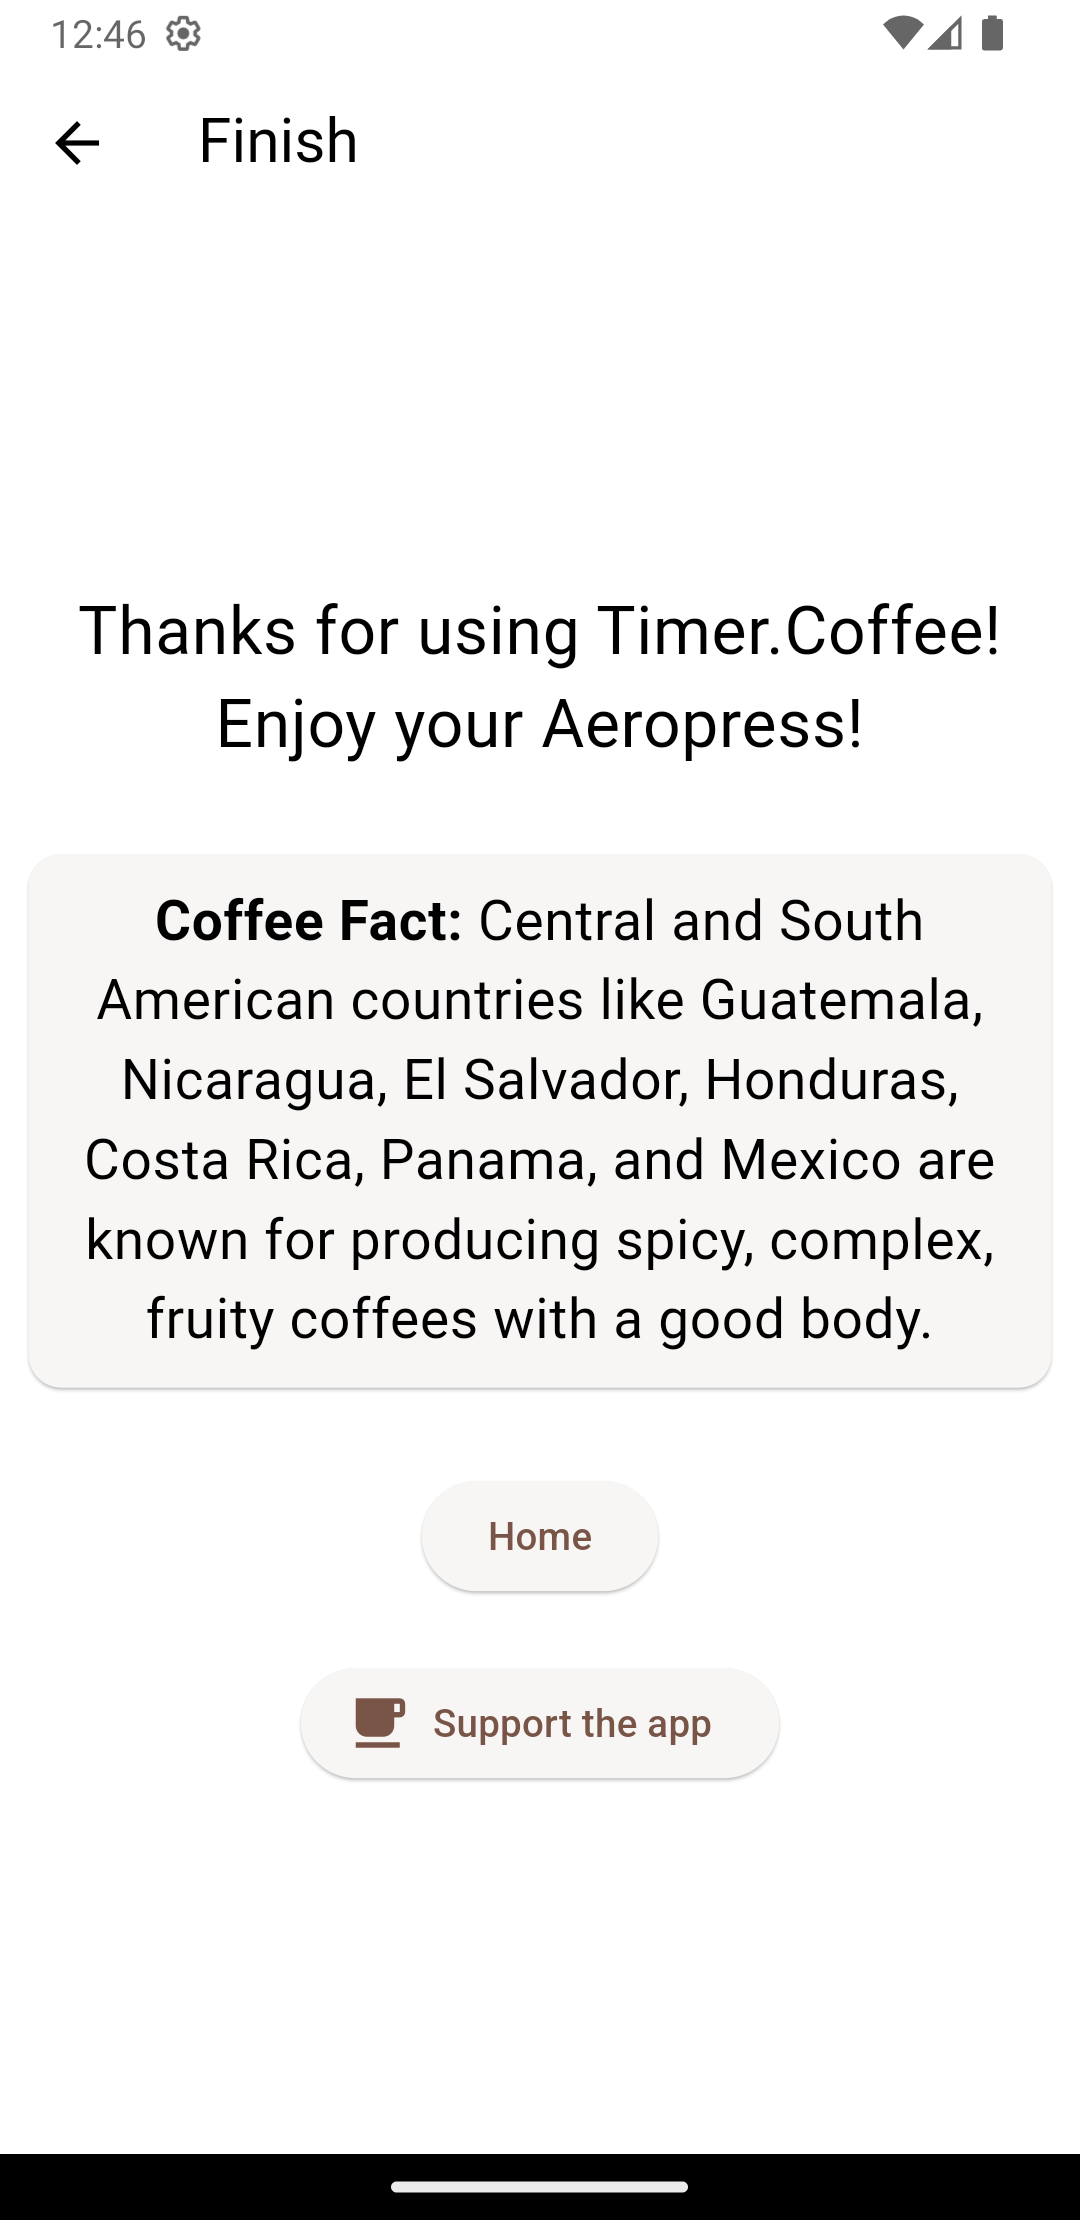 12:46
Finish
Thanks for using Timer.Coffee!
Enjoy your Aeropress!
Coffee Fact: Central and South
American countries like Guatemala,
Nicaragua, El Salvador, Honduras,
Costa Rica, Panama, and Mexico are
known for producing spicy, complex,
fruity coffees with a good body.
Home
Support the app